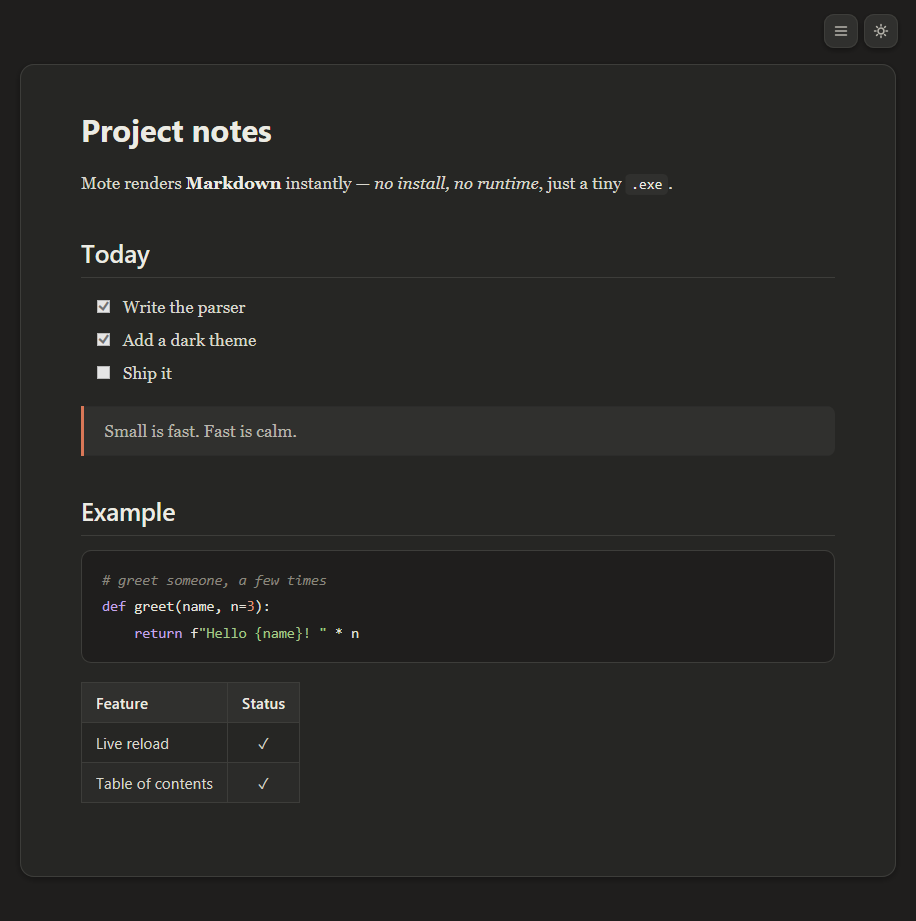 Project notes
Mote renders Markdown instantly — no install, no runtime, just a tiny .exe.
Today
Write the parser
Add a dark theme
Ship it
Small is fast. Fast is calm.
Example
# greet someone, a few times
def greet(name, n=3):
    return f"Hello {name}! " * n
Feature Status
Live reload ✓
Table of contents ✓